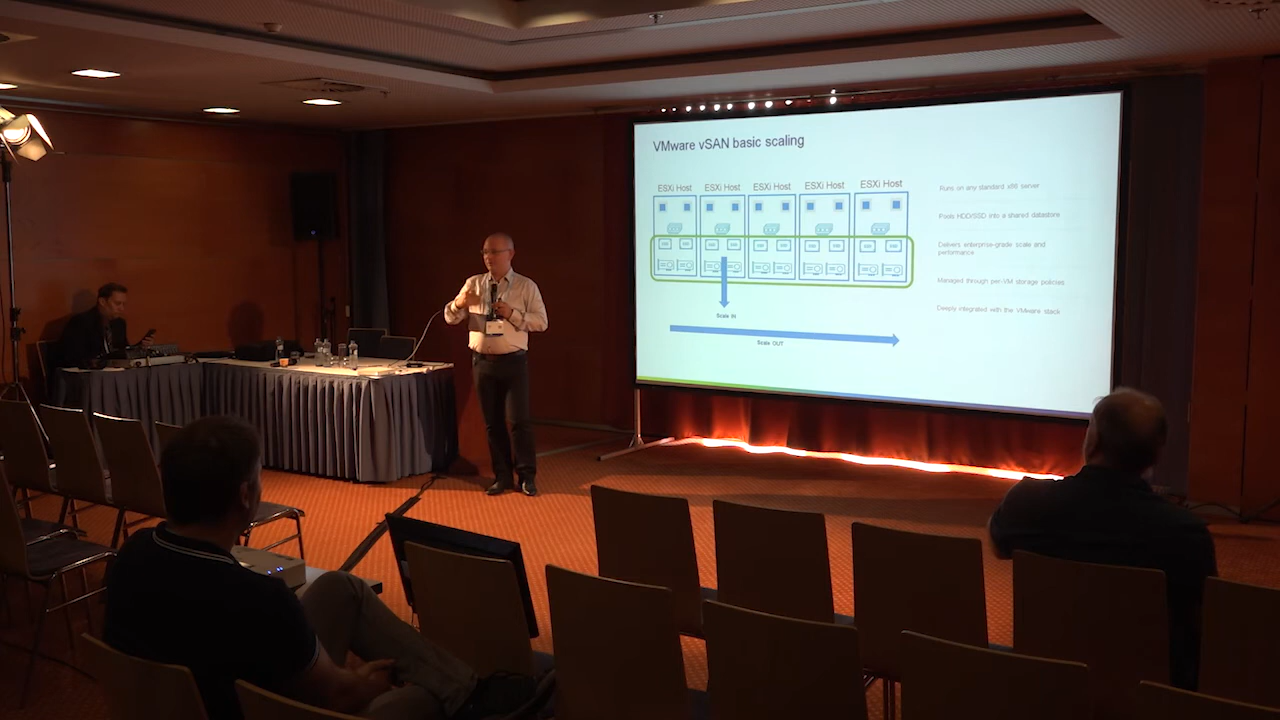 VMware vSAN basic scaling
ESXi Host ESXi Host ESXi Host ESXi Host ESXi Host
Runs on any standard x86 server
Pools HDD/SSD into a shared datastore
Delivers enterprise-grade scale and
performance
Managed through per-VM storage policies
Deeply integrated with the VMware stack
Scale IN
Scale OUT